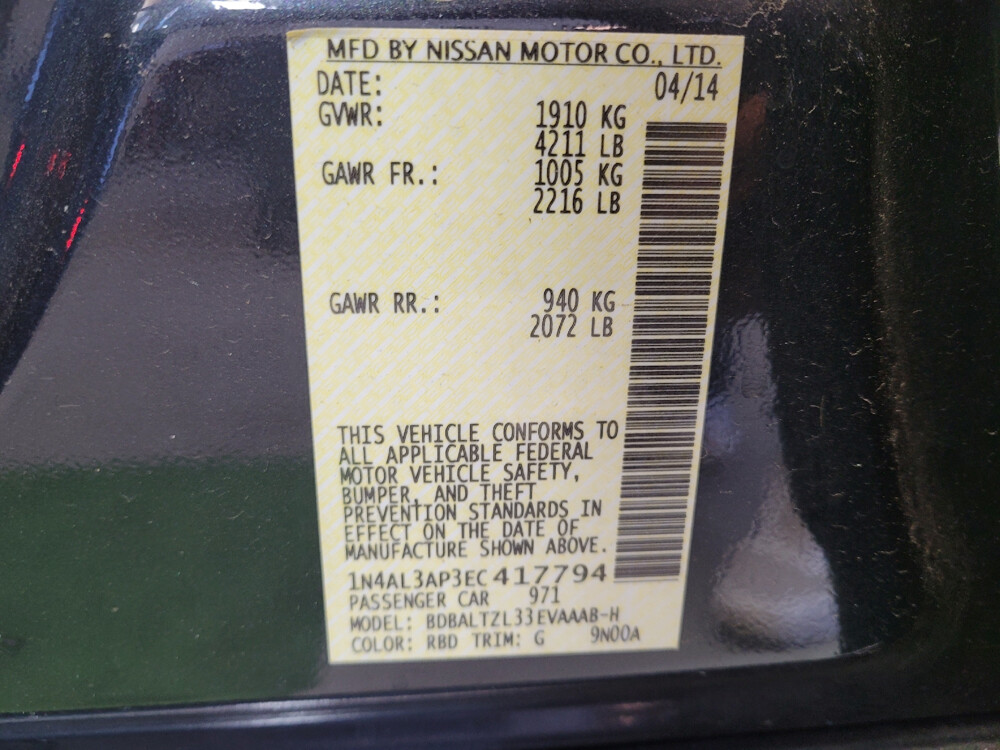 MFD BY NISSAN MOTOR CO., LTD.
DATE: 04/14
GVWR: 1910 KG
4211 LB
GAWR FR.: 1005 KG
2216 LB
GAWR RR.: 940 KG
2072 LB
THIS VEHICLE CONFORMS TO
ALL APPLICABLE FEDERAL
MOTOR VEHICLE SAFETY,
BUMPER, AND THEFT
PREVENTION STANDARDS IN
EFFECT ON THE DATE OF
MANUFACTURE SHOWN ABOVE.
1N4AL3AP3EC417794
PASSENGER CAR 971
MODEL: BDBALTZL33EVAAAB-H
COLOR: RBD TRIM: G 9N00A